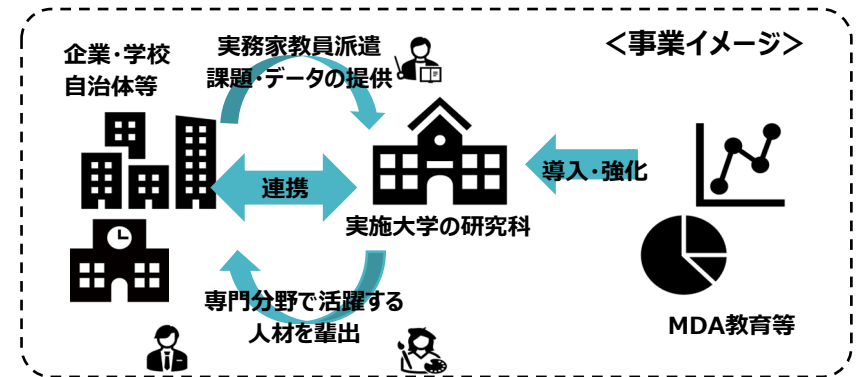 ＜事業イメージ＞
企業・学校
自治体等
実務家教員派遣
課題・データの提供
連携
導入・強化
実施大学の研究科
専門分野で活躍する
人材を輩出
MDA教育等